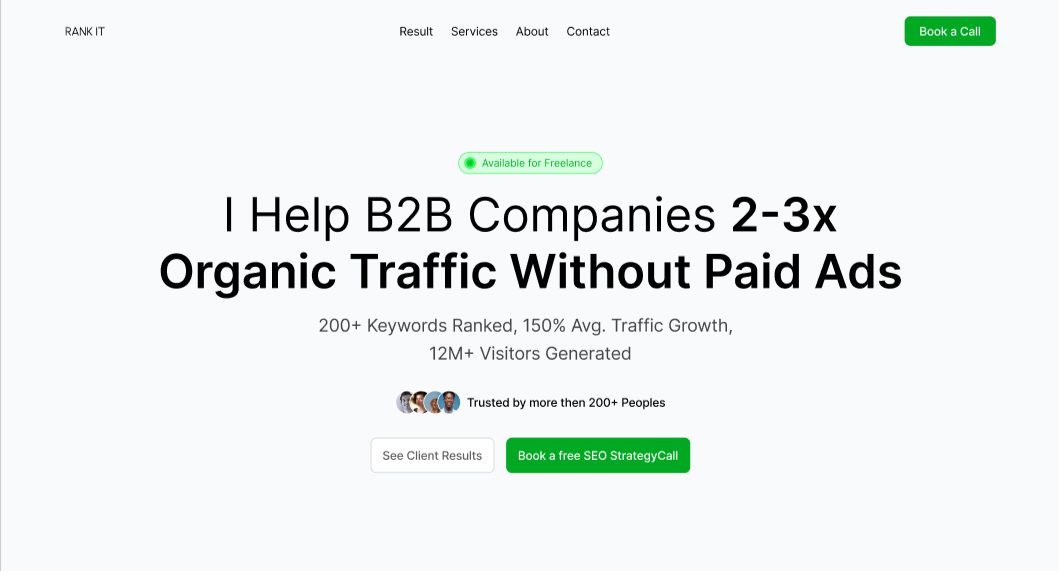 RANK IT
Result
Services
About
Contact
Book a Call
Available for Freelance
I Help B2B Companies 2-3x
Organic Traffic Without Paid Ads
200+ Keywords Ranked, 150% Avg. Traffic Growth,
12M+ Visitors Generated
Trusted by more then 200+ Peoples
See Client Results
Book a free SEO StrategyCall